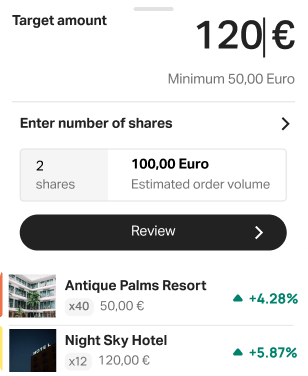 Target amount
120 €
Minimum 50,00 Euro
Enter number of shares
2
shares
100,00 Euro
Estimated order volume
Review
Antique Palms Resort
x40 50,00 €
+4.28%
Night Sky Hotel
x12 120,00 €
+5.87%
HOTEL